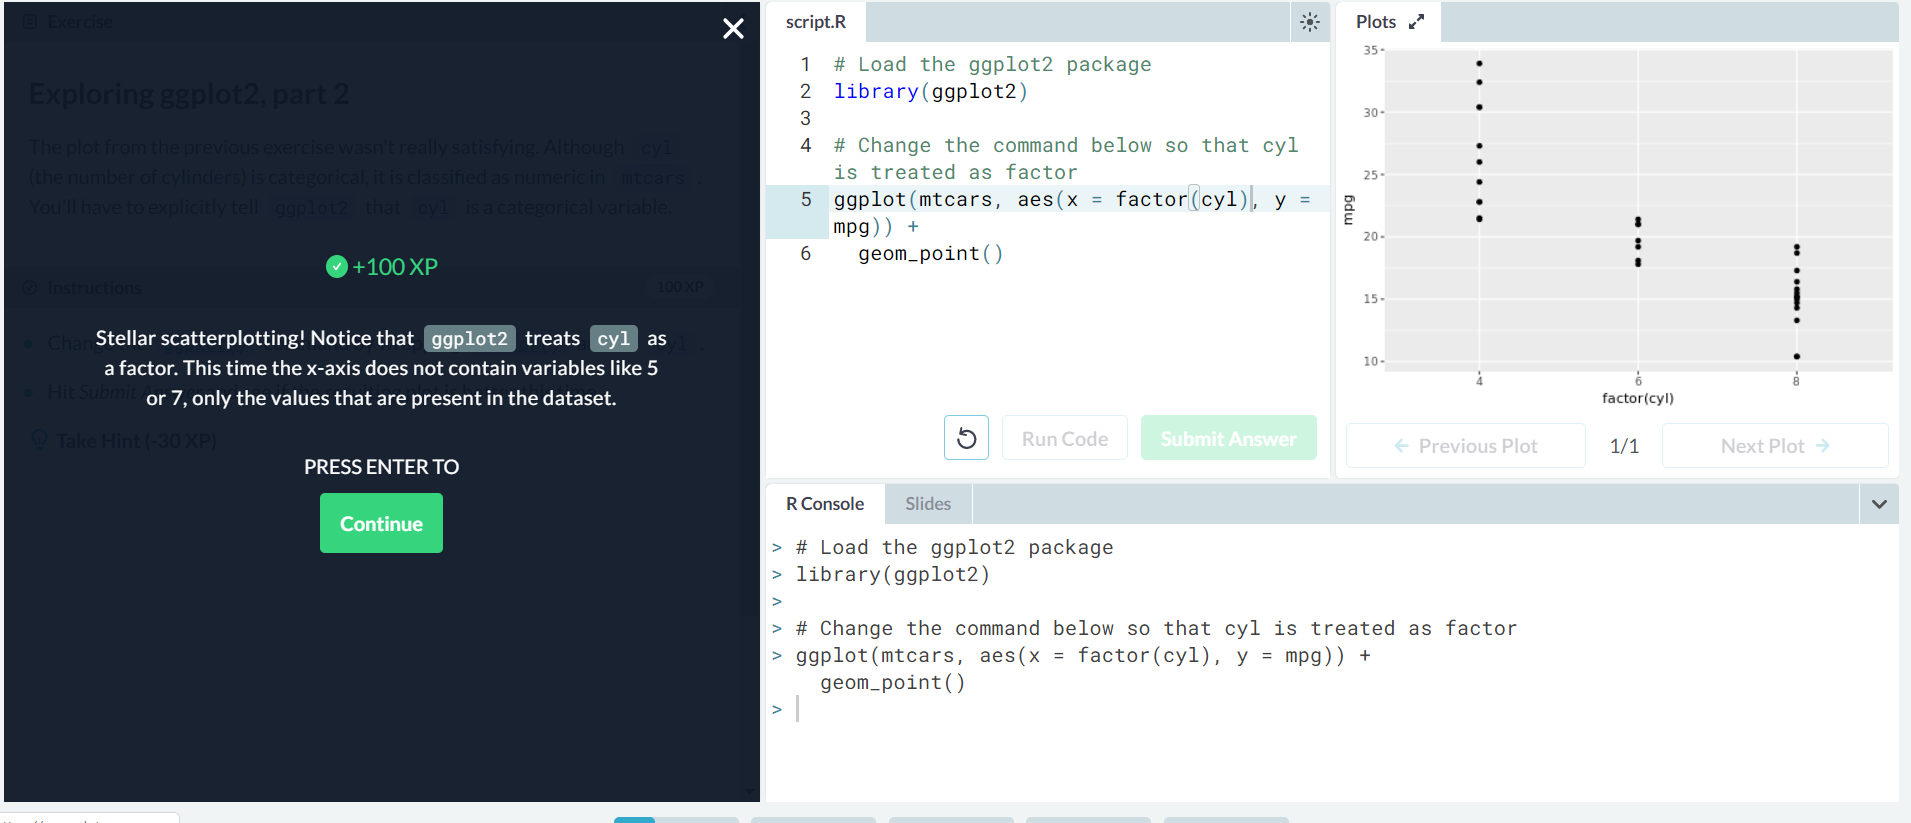 Exercise
Exploring ggplot2, part 2
The plot from the previous exercise wasn't really satisfying. Although cyl
(the number of cylinders) is categorical, it is classified as numeric in mtcars.
You'll have to explicitly tell ggplot2 that cyl is a categorical variable.
+100 XP
Instructions
100 XP
Stellar scatterplotting! Notice that ggplot2 treats cyl as
a factor. This time the x-axis does not contain variables like 5
or 7, only the values that are present in the dataset.
Hit Submit
Take Hint (-30 XP)
PRESS ENTER TO
Continue
script.R
1 # Load the ggplot2 package
2 library(ggplot2)
3
4 # Change the command below so that cyl
is treated as factor
5 ggplot(mtcars, aes(x = factor(cyl), y =
mpg)) +
6 geom_point()
Run Code
Submit Answer
Plots
35
30
25
20
15
10
mpg
4 6 8
factor(cyl)
Previous Plot
1/1
Next Plot
R Console
Slides
> # Load the ggplot2 package
> library(ggplot2)
>
> # Change the command below so that cyl is treated as factor
> ggplot(mtcars, aes(x = factor(cyl), y = mpg)) +
geom_point()
>